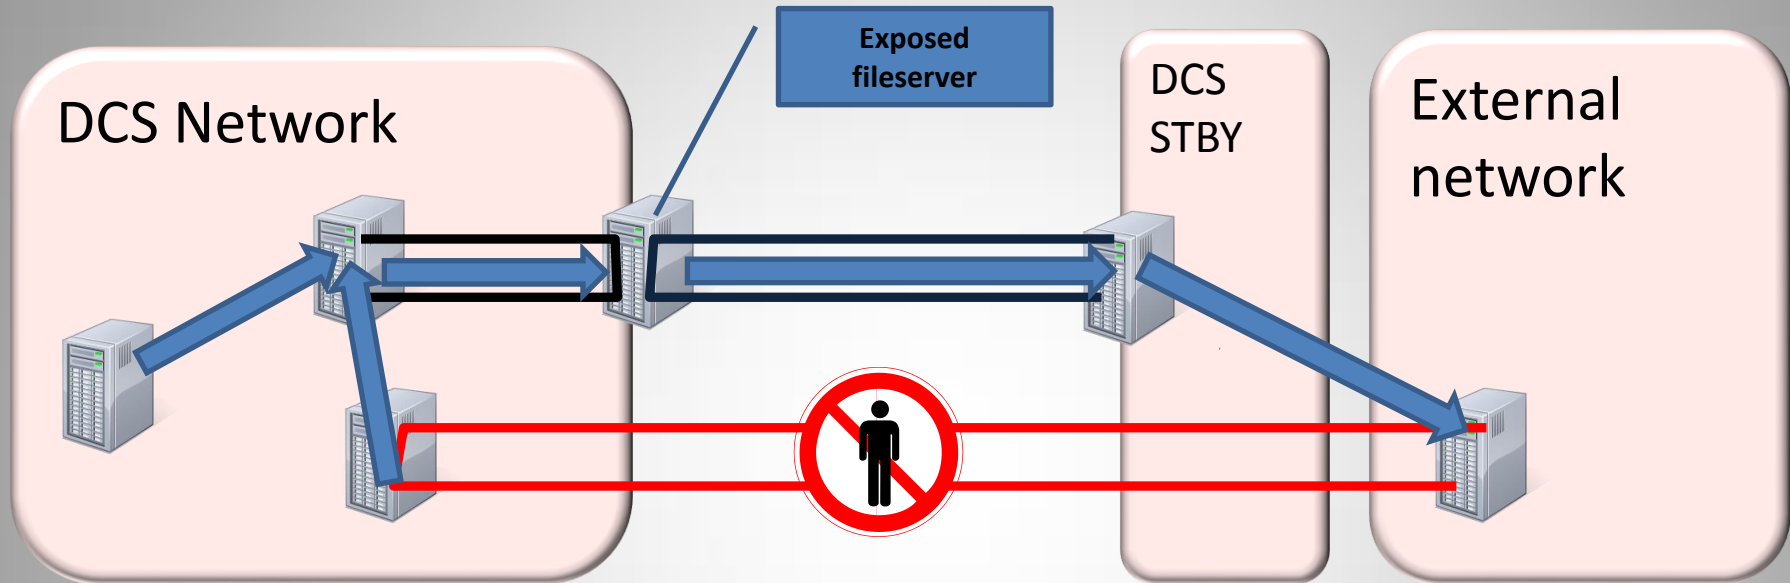 Exposed
fileserver
DCS Network
DCS
STBY
External
network